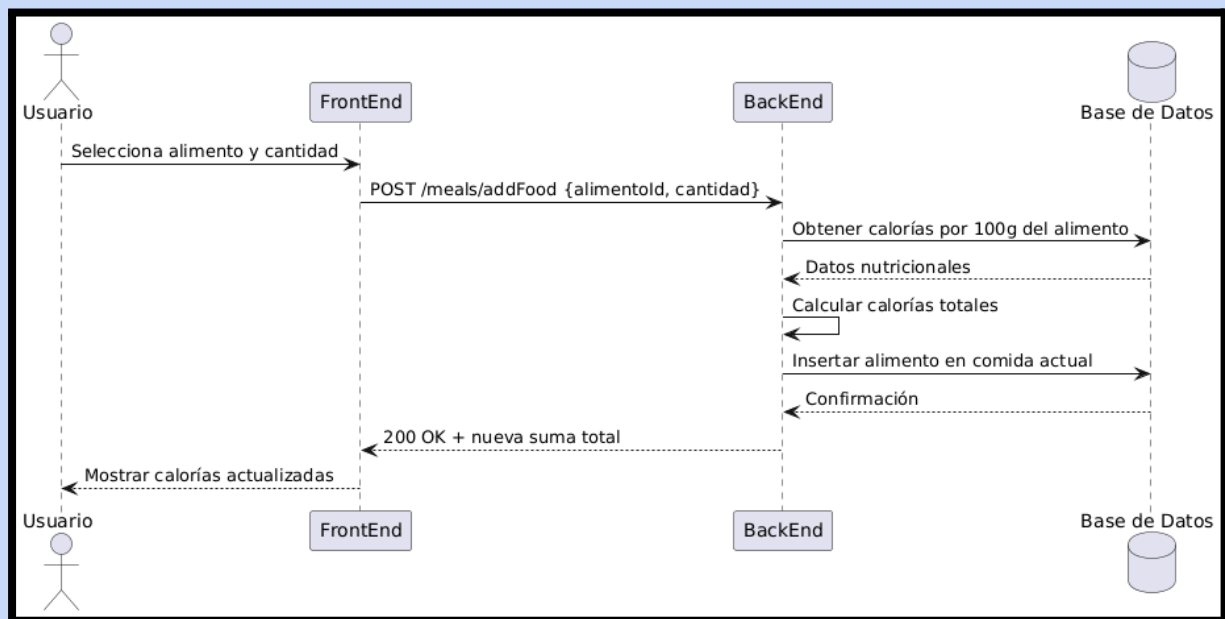 Usuario
FrontEnd
BackEnd
Base de Datos
Selecciona alimento y cantidad
POST /meals/addFood {alimentoId, cantidad}
Obtener calorías por 100g del alimento
Datos nutricionales
Calcular calorías totales
Insertar alimento en comida actual
Confirmación
200 OK + nueva suma total
Mostrar calorías actualizadas
Usuario
FrontEnd
BackEnd
Base de Datos